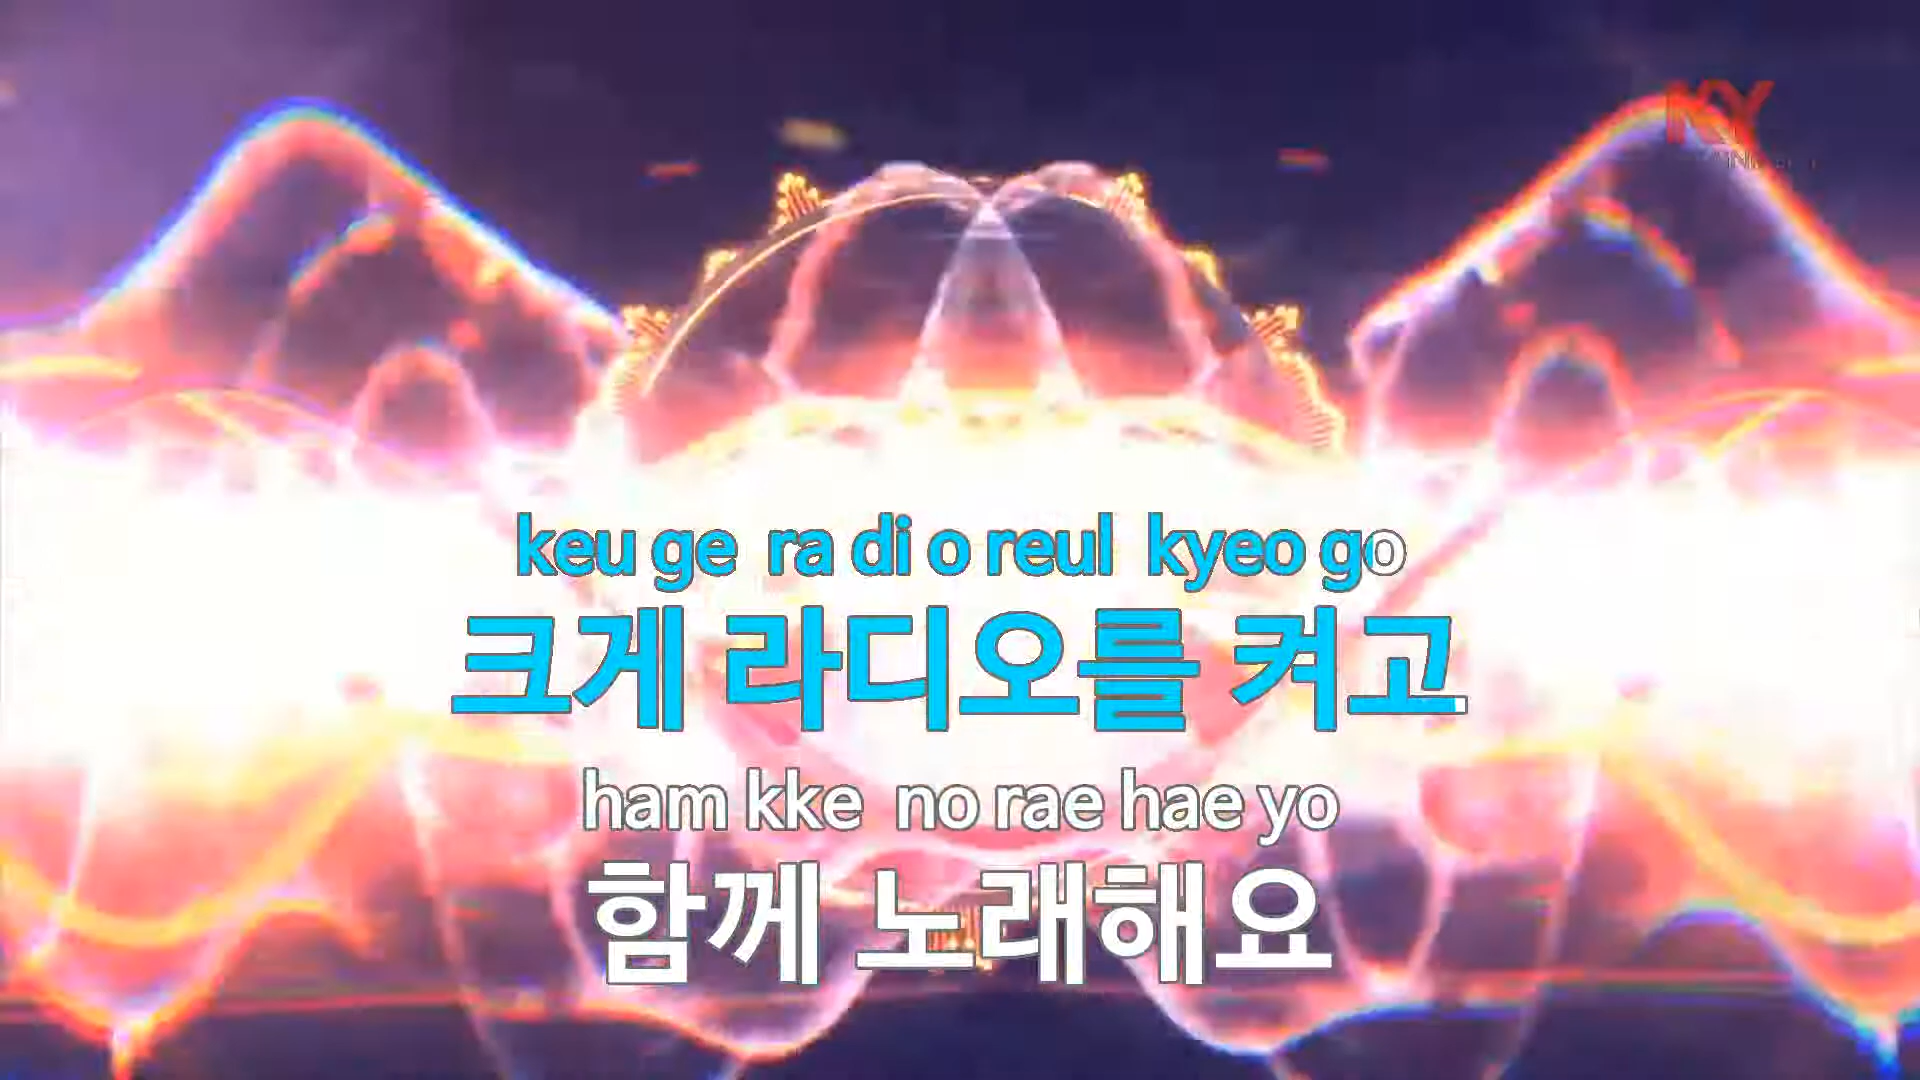 KY
keu ge ra di o reul kyeo go
크게 라디오를 켜고
ham kke no rae hae yo
함께 노래해요